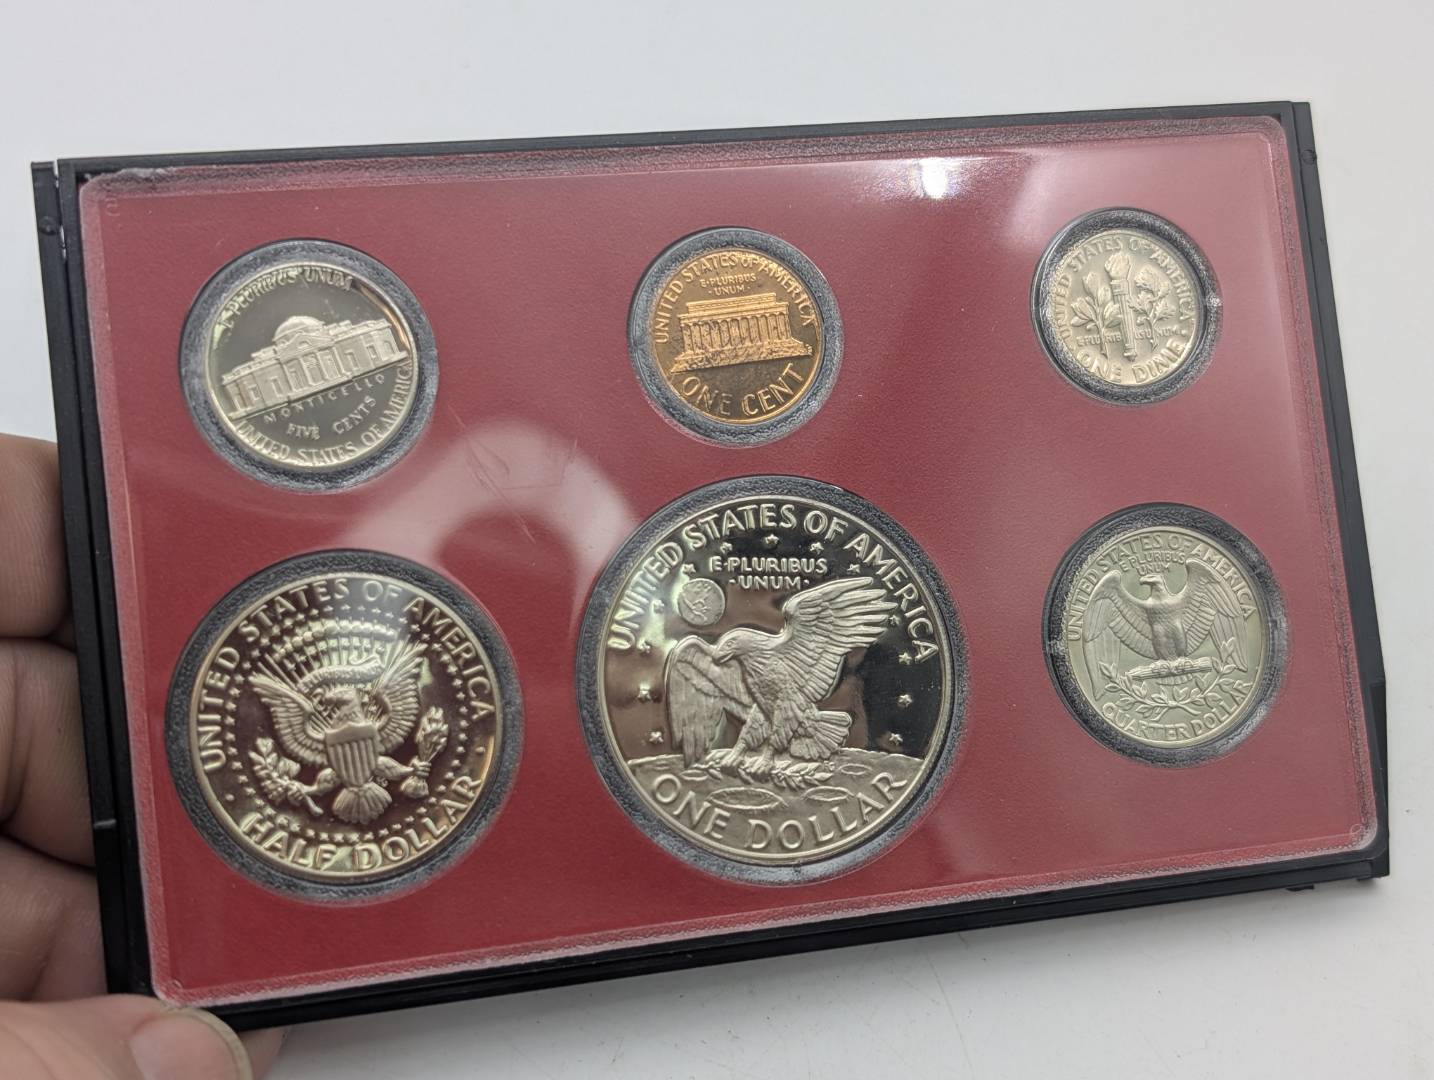 E·PLURIBUS UNUM
MONTICELLO
FIVE CENTS
UNITED STATES OF AMERICA
UNITED STATES OF AMERICA
E·PLURIBUS
·UNUM·
ONE CENT
UNITED STATES OF AMERICA
E·PLURIBUS UNUM·
ONE DIME
UNITED STATES OF AMERICA
HALF DOLLAR
UNITED STATES OF AMERICA
E·PLURIBUS
·UNUM·
ONE DOLLAR
UNITED STATES OF AMERICA
E PLURIBUS
UNUM
QUARTER DOLLAR